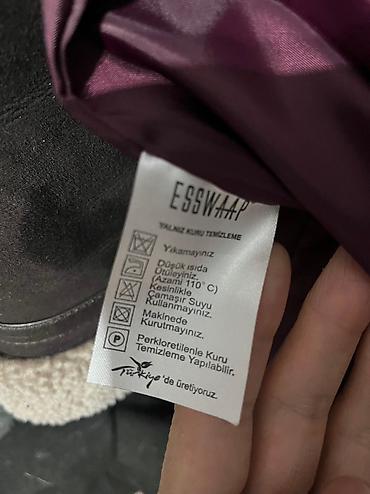 ESSWAAP
YALNIZ KURU TEMİZLEME
Yıkamayınız
Düşük ısıda
Ütüleyiniz.
(Azami 110° C)
Kesinlikle
Çamaşır Suyu
Kullanmayınız.
Makinede
Kurutmayınız.
P
Perkloretilenle Kuru
Temizleme Yapılabilir.
Türkiye'de üretiyoruz.